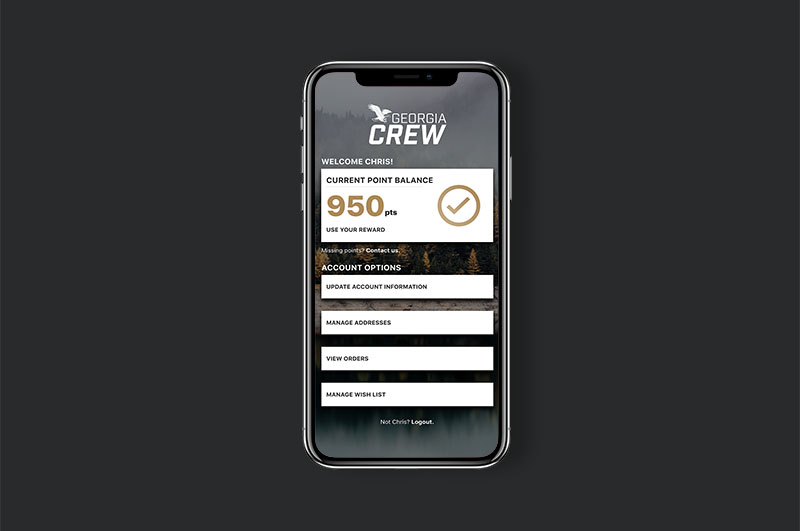 GEORGIA
CREW
WELCOME CHRIS!
CURRENT POINT BALANCE
950pts
USE YOUR REWARD
Missing points? Contact us.
ACCOUNT OPTIONS
UPDATE ACCOUNT INFORMATION
MANAGE ADDRESSES
VIEW ORDERS
MANAGE WISH LIST
Not Chris? Logout.